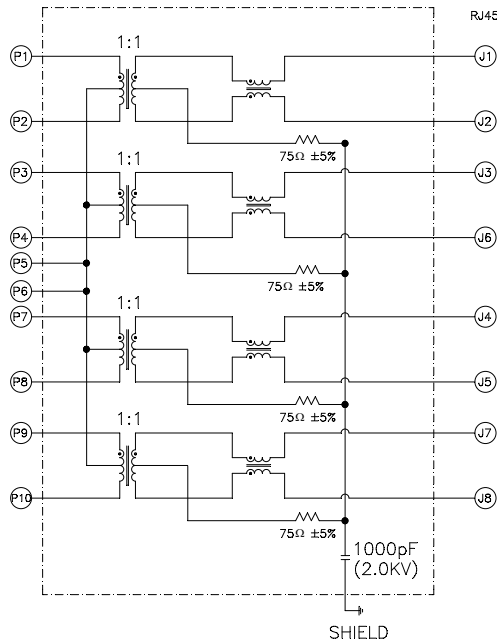 RJ45
1:1
P1
J1
P2
J2
75Ω ±5%
1:1
P3
J3
P4
J6
P5
75Ω ±5%
P6
1:1
P7
J4
P8
J5
75Ω ±5%
1:1
P9
J7
P10
J8
75Ω ±5%
1000pF
(2.0KV)
SHIELD